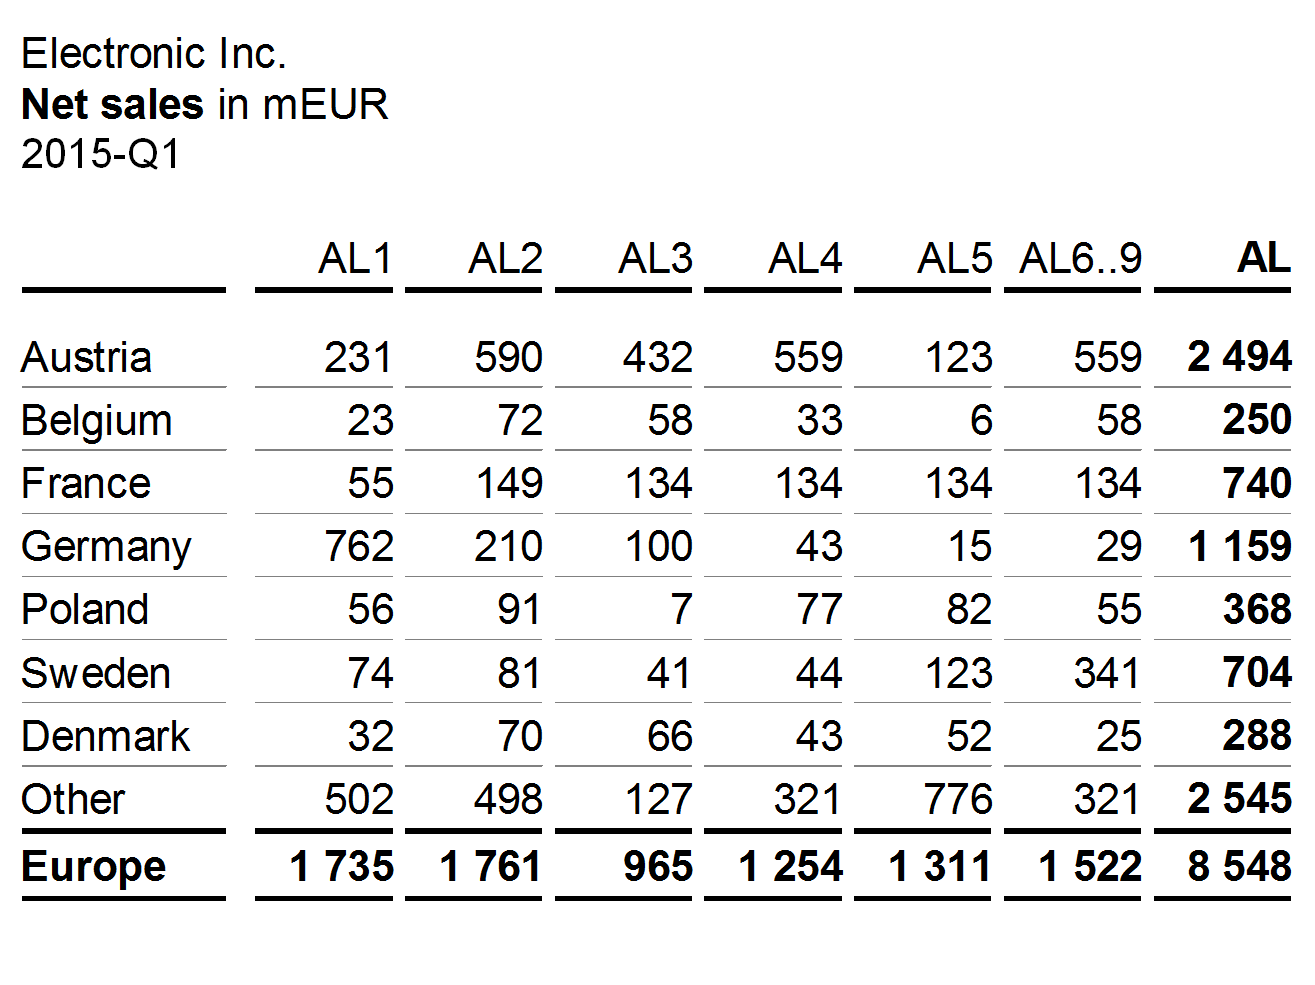 Electronic Inc.
Net sales in mEUR
2015-Q1
AL1 AL2 AL3 AL4 AL5 AL6..9 AL
Austria 231 590 432 559 123 559 2 494
Belgium 23 72 58 33 6 58 250
France 55 149 134 134 134 134 740
Germany 762 210 100 43 15 29 1 159
Poland 56 91 7 77 82 55 368
Sweden 74 81 41 44 123 341 704
Denmark 32 70 66 43 52 25 288
Other 502 498 127 321 776 321 2 545
Europe 1 735 1 761 965 1 254 1 311 1 522 8 548